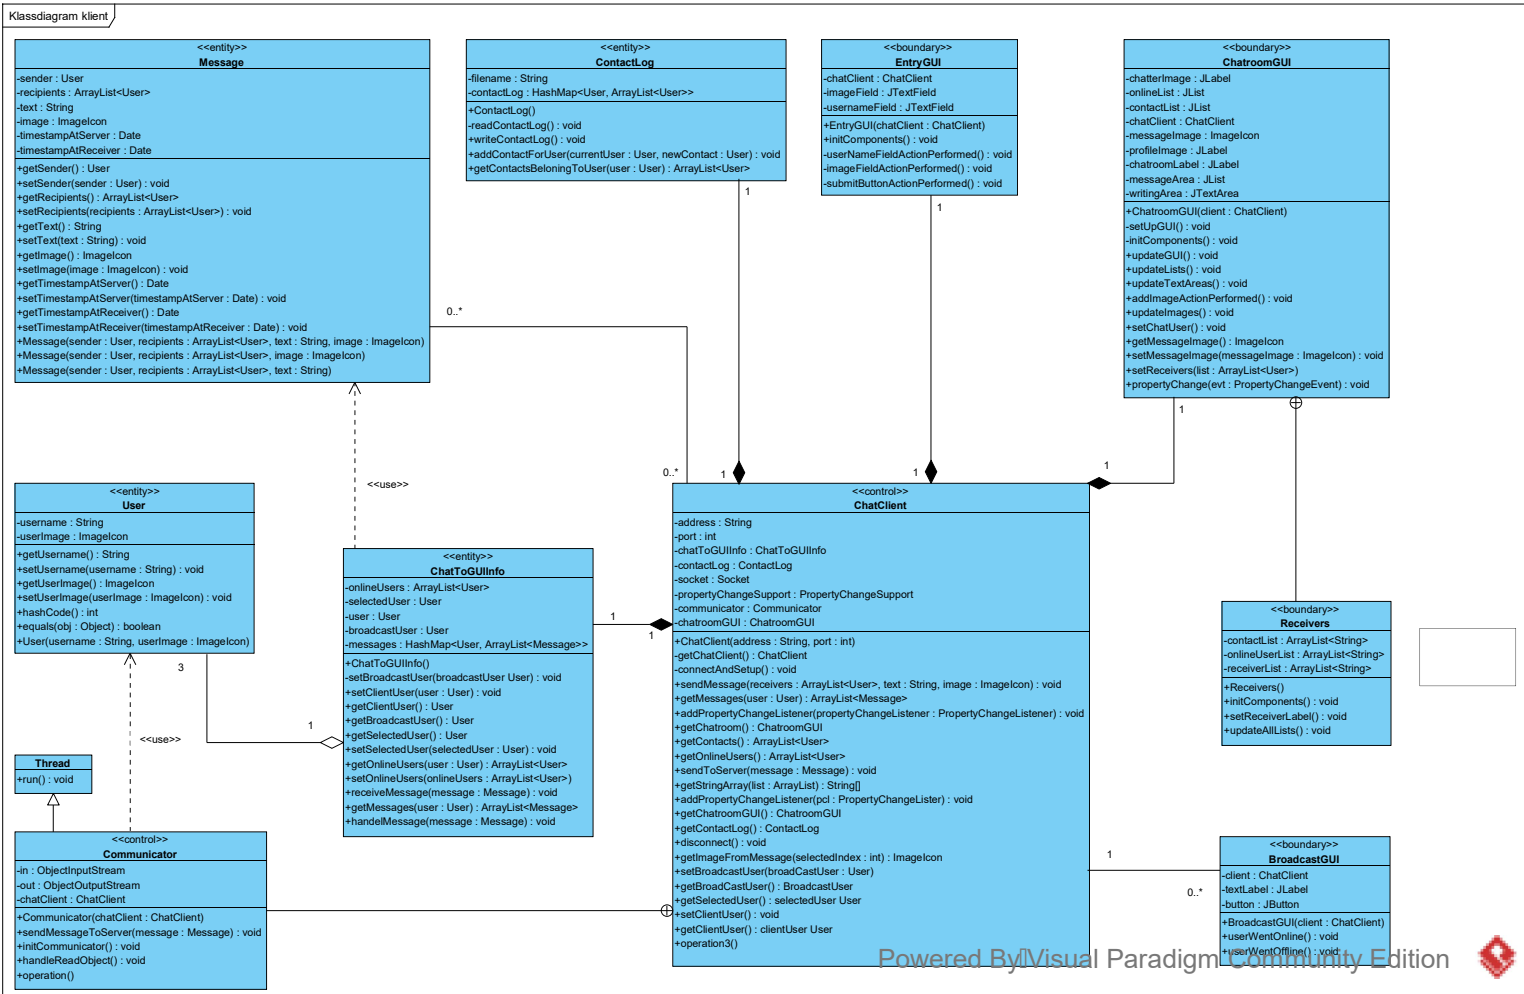 Klassdiagram klient
<<entity>>
Message
-sender : User
-recipients : ArrayList<User>
-text : String
-image : ImageIcon
-timestampAtServer : Date
-timestampAtReceiver : Date
+getSender() : User
+setSender(sender : User) : void
+getRecipients() : ArrayList<User>
+setRecipients(recipients : ArrayList<User>) : void
+getText() : String
+setText(text : String) : void
+getImage() : ImageIcon
+setImage(image : ImageIcon) : void
+getTimestampAtServer() : Date
+setTimestampAtServer(timestampAtServer : Date) : void
+getTimestampAtReceiver() : Date
+setTimestampAtReceiver(timestampAtReceiver : Date) : void
+Message(sender : User, recipients : ArrayList<User>, text : String, image : ImageIcon)
+Message(sender : User, recipients : ArrayList<User>, image : ImageIcon)
+Message(sender : User, recipients : ArrayList<User>, text : String)
<<entity>>
ContactLog
-filename : String
-contactLog : HashMap<User, ArrayList<User>>
+ContactLog()
-readContactLog() : void
+writeContactLog() : void
+addContactForUser(currentUser : User, newContact : User) : void
+getContactsBeloningToUser(user : User) : ArrayList<User>
<<boundary>>
EntryGUI
-chatClient : ChatClient
-imageField : JTextField
-usernameField : JTextField
+EntryGUI(chatClient : ChatClient)
+initComponents() : void
-userNameFieldActionPerformed() : void
-imageFieldActionPerformed() : void
-submitButtonActionPerformed() : void
<<boundary>>
ChatroomGUI
-chatterImage : JLabel
-onlineList : JList
-contactList : JList
-chatClient : ChatClient
-messageImage : ImageIcon
-profileImage : JLabel
-chatroomLabel : JLabel
-messageArea : JList
-writingArea : JTextArea
+ChatroomGUI(client : ChatClient)
-setUpGUI() : void
-initComponents() : void
+updateGUI() : void
+updateLists() : void
+updateTextAreas() : void
+addImageActionPerformed() : void
+updateImages() : void
+setChatUser() : void
+getMessageImage() : ImageIcon
+setMessageImage(messageImage : ImageIcon) : void
+setReceivers(list : ArrayList<User>)
+propertyChange(evt : PropertyChangeEvent) : void
1
1
0..*
1
0..*
1
1
1
<<use>>
<<entity>>
User
-username : String
-userImage : ImageIcon
+getUsername() : String
+setUsername(username : String) : void
+getUserImage() : ImageIcon
+setUserImage(userImage : ImageIcon) : void
+hashCode() : int
+equals(obj : Object) : boolean
+User(username : String, userImage : ImageIcon)
3
1
<<use>>
<<entity>>
ChatToGUIInfo
-onlineUsers : ArrayList<User>
-selectedUser : User
-user : User
-broadcastUser : User
-messages : HashMap<User, ArrayList<Message>>
+ChatToGUIInfo()
-setBroadcastUser(broadcastUser User) : void
+setClientUser(user : User) : void
+getClientUser() : User
+getBroadcastUser() : User
+getSelectedUser() : User
+setSelectedUser(selectedUser : User) : void
+getOnlineUsers(user : User) : ArrayList<User>
+setOnlineUsers(onlineUsers : ArrayList<User>)
+receiveMessage(message : Message) : void
+getMessages(user : User) : ArrayList<Message>
+handelMessage(message : Message) : void
1
1
<<control>>
ChatClient
-address : String
-port : int
-chatToGUIInfo : ChatToGUIInfo
-contactLog : ContactLog
-socket : Socket
-propertyChangeSupport : PropertyChangeSupport
-communicator : Communicator
-chatroomGUI : ChatroomGUI
+ChatClient(address : String, port : int)
-getChatClient() : ChatClient
-connectAndSetup() : void
+sendMessage(receivers : ArrayList<User>, text : String, image : ImageIcon) : void
+getMessages(user : User) : ArrayList<Message>
+addPropertyChangeListener(propertyChangeListener : PropertyChangeListener) : void
+getChatroom() : ChatroomGUI
+getContacts() : ArrayList<User>
+getOnlineUsers() : ArrayList<User>
+sendToServer(message : Message) : void
+getStringArray(list : ArrayList) : String[]
+addPropertyChangeListener(pcl : PropertyChangeLister) : void
+getChatroomGUI() : ChatroomGUI
+getContactLog() : ContactLog
+disconnect() : void
+getImageFromMessage(selectedIndex : int) : ImageIcon
+setBroadcastUser(broadCastUser : User)
+getBroadCastUser() : BroadcastUser
+getSelectedUser() : selectedUser User
+setClientUser() : void
+getClientUser() : clientUser User
+operation3()
<<boundary>>
Receivers
-contactList : ArrayList<String>
-onlineUserList : ArrayList<String>
-receiverList : ArrayList<String>
+Receivers()
+initComponents() : void
+setReceiverLabel() : void
+updateAllLists() : void
Thread
+run() : void
<<control>>
Communicator
-in : ObjectInputStream
-out : ObjectOutputStream
-chatClient : ChatClient
+Communicator(chatClient : ChatClient)
+sendMessageToServer(message : Message) : void
+initCommunicator() : void
+handleReadObject() : void
+operation()
1
0..*
<<boundary>>
BroadcastGUI
-client : ChatClient
-textLabel : JLabel
-button : JButton
+BroadcastGUI(client : ChatClient)
+userWentOnline() : void
+userWentOffline() : void
Powered By Visual Paradigm Community Edition